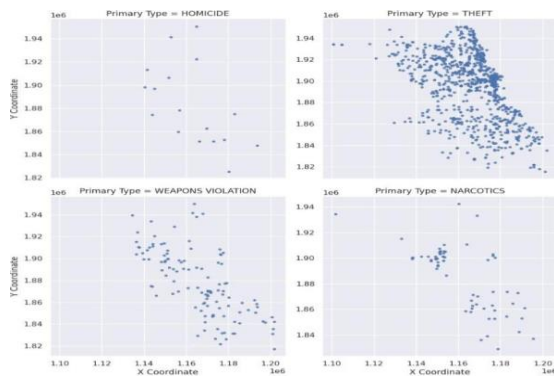 1e6
Primary Type = HOMICIDE
1.94
1.92
1.90
1.88
1.86
1.84
1.82
Y Coordinate
1e6
Primary Type = THEFT
1.94
1.92
1.90
1.88
1.86
1.84
1.82
1e6
Primary Type = WEAPONS VIOLATION
1.94
1.92
1.90
1.88
1.86
1.84
1.82
Y Coordinate
1.10 1.12 1.14 1.16 1.18 1.20
X Coordinate
1e6
1e6
Primary Type = NARCOTICS
1.94
1.92
1.90
1.88
1.86
1.84
1.10 1.12 1.14 1.16 1.18 1.20
X Coordinate
1e6